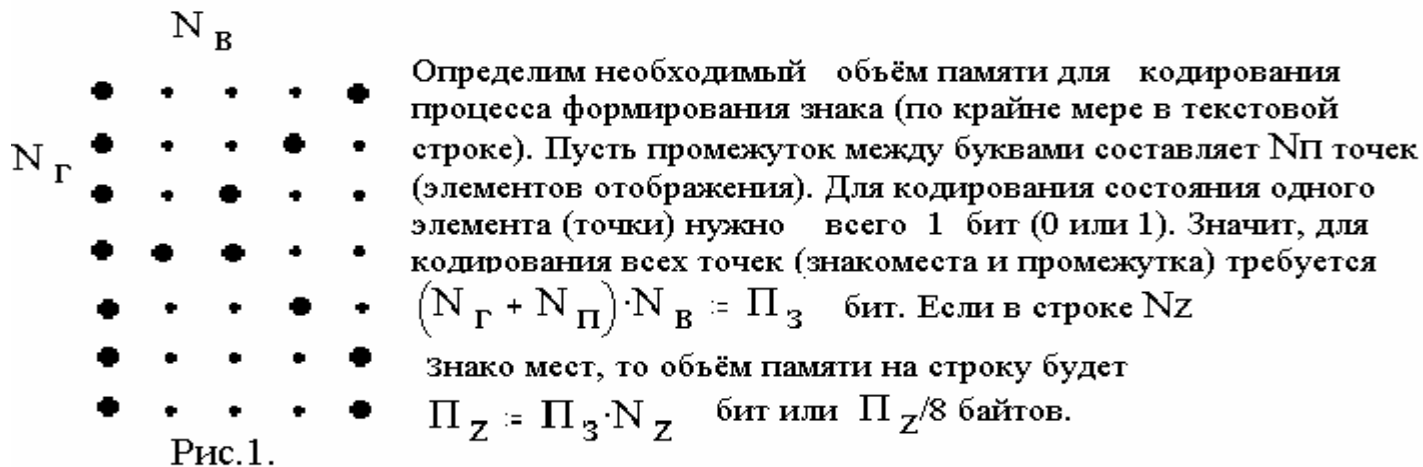 N В
N Г
Определим необходимый объём памяти для кодирования
процесса формирования знака (по крайне мере в текстовой
строке). Пусть промежуток между буквами составляет NП точек
(элементов отображения). Для кодирования состояния одного
элемента (точки) нужно всего 1 бит (0 или 1). Значит, для
кодирования всех точек (знакоместа и промежутка) требуется
(N Г + N П)·N В := П З бит. Если в строке NZ
Знако мест, то объём памяти на строку будет
П Z := П З·N Z бит или П Z/8 байтов.
Рис.1.